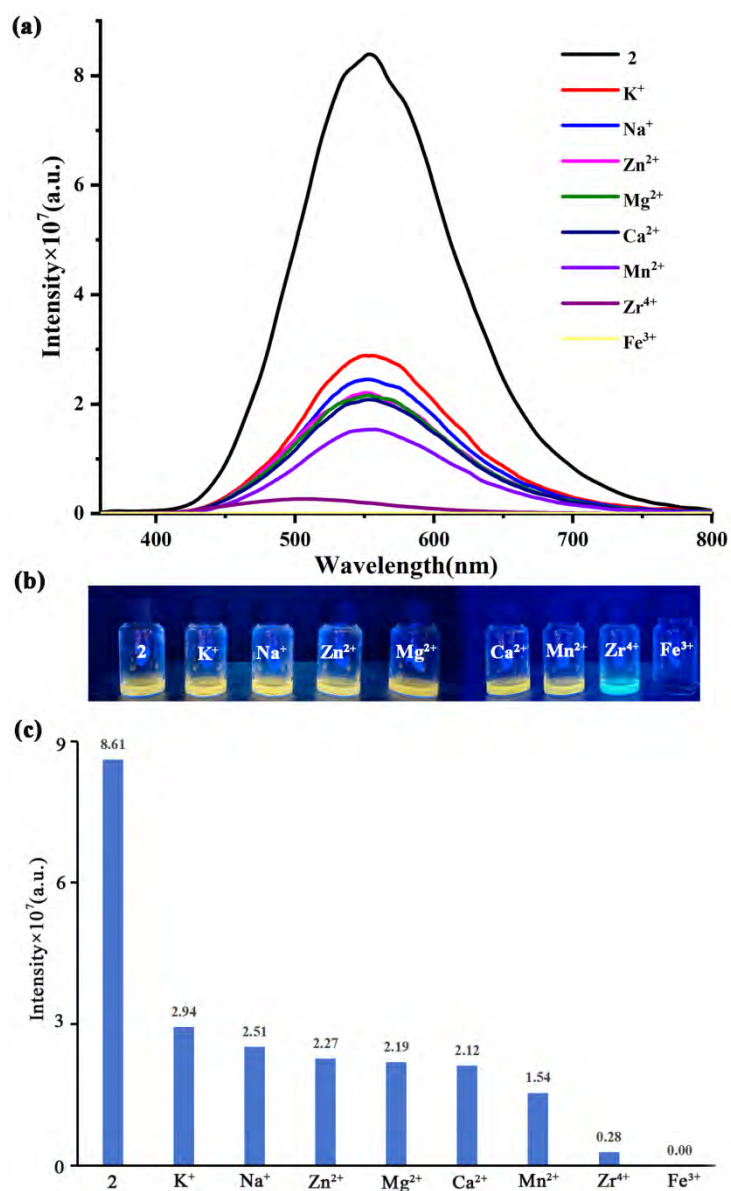 (a)
Intensity×10⁷(a.u.)
8
6
4
2
0
400 500 600 700 800
Wavelength(nm)
2
K⁺
Na⁺
Zn²⁺
Mg²⁺
Ca²⁺
Mn²⁺
Zr⁴⁺
Fe³⁺
(b)
2 K⁺ Na⁺ Zn²⁺ Mg²⁺ Ca²⁺ Mn²⁺ Zr⁴⁺ Fe³⁺
(c)
Intensity×10⁷(a.u.)
9
6
3
0
8.61
2.94
2.51
2.27
2.19
2.12
1.54
0.28
0.00
2 K⁺ Na⁺ Zn²⁺ Mg²⁺ Ca²⁺ Mn²⁺ Zr⁴⁺ Fe³⁺